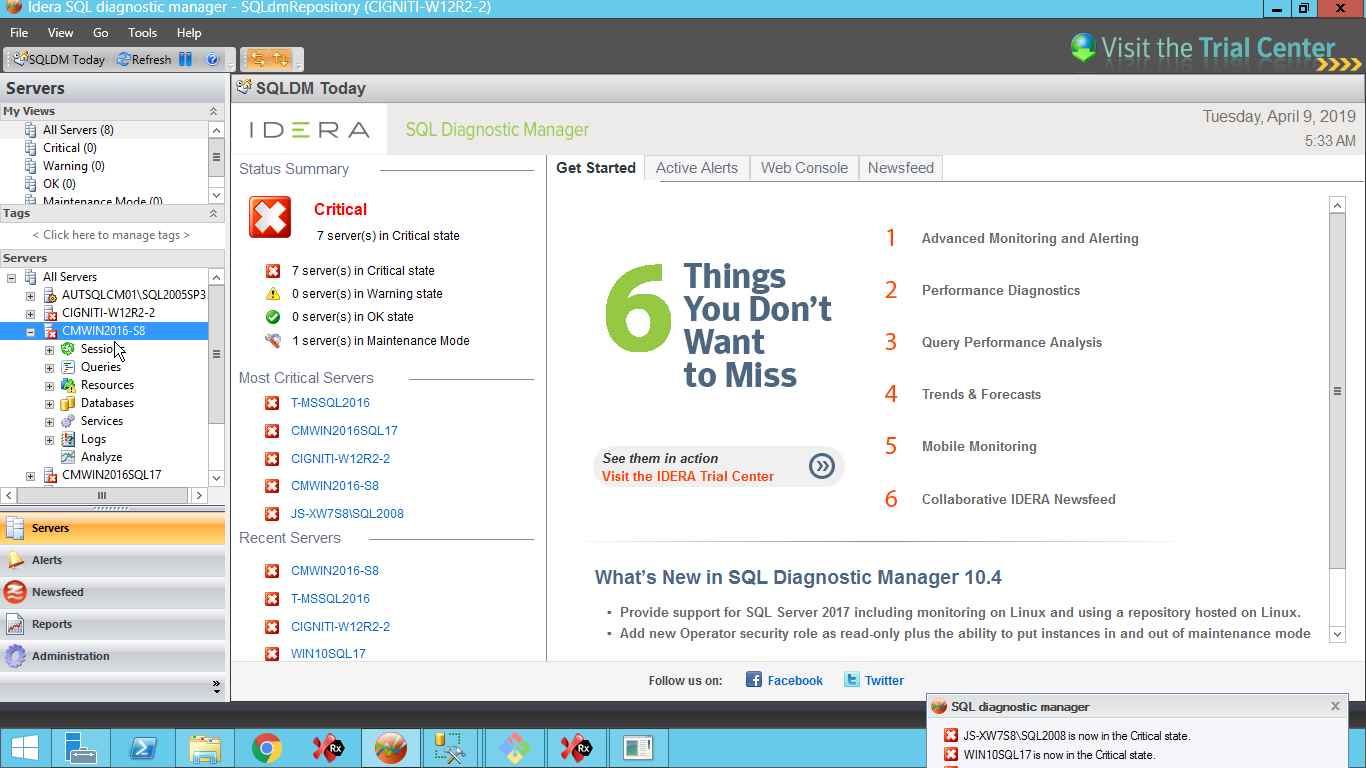 Idera SQL diagnostic manager - SQLdmRepository (CIGNITI-W12R2-2)
File View Go Tools Help
SQLDM Today Refresh
Visit the Trial Center
Servers
My Views
All Servers (8)
Critical (0)
Warning (0)
OK (0)
Maintenance Mode (0)
Tags
< Click here to manage tags >
Servers
All Servers
AUTSQLCM01\SQL2005SP3
CIGNITI-W12R2-2
CMWIN2016-S8
Sessions
Queries
Resources
Databases
Services
Logs
Analyze
CMWIN2016SQL17
Servers
Alerts
Newsfeed
Reports
Administration
SQLDM Today
IDERA SQL Diagnostic Manager
Tuesday, April 9, 2019
5:33 AM
Status Summary
Critical
7 server(s) in Critical state
7 server(s) in Critical state
0 server(s) in Warning state
0 server(s) in OK state
1 server(s) in Maintenance Mode
Most Critical Servers
T-MSSQL2016
CMWIN2016SQL17
CIGNITI-W12R2-2
CMWIN2016-S8
JS-XW7S8\SQL2008
Recent Servers
CMWIN2016-S8
T-MSSQL2016
CIGNITI-W12R2-2
WIN10SQL17
Get Started Active Alerts Web Console Newsfeed
6 Things
You Don't
Want
to Miss
See them in action
Visit the IDERA Trial Center
1 Advanced Monitoring and Alerting
2 Performance Diagnostics
3 Query Performance Analysis
4 Trends & Forecasts
5 Mobile Monitoring
6 Collaborative IDERA Newsfeed
What's New in SQL Diagnostic Manager 10.4
• Provide support for SQL Server 2017 including monitoring on Linux and using a repository hosted on Linux.
• Add new Operator security role as read-only plus the ability to put instances in and out of maintenance mode
Follow us on: Facebook Twitter
SQL diagnostic manager
JS-XW7S8\SQL2008 is now in the Critical state.
WIN10SQL17 is now in the Critical state.
Rx
Rx